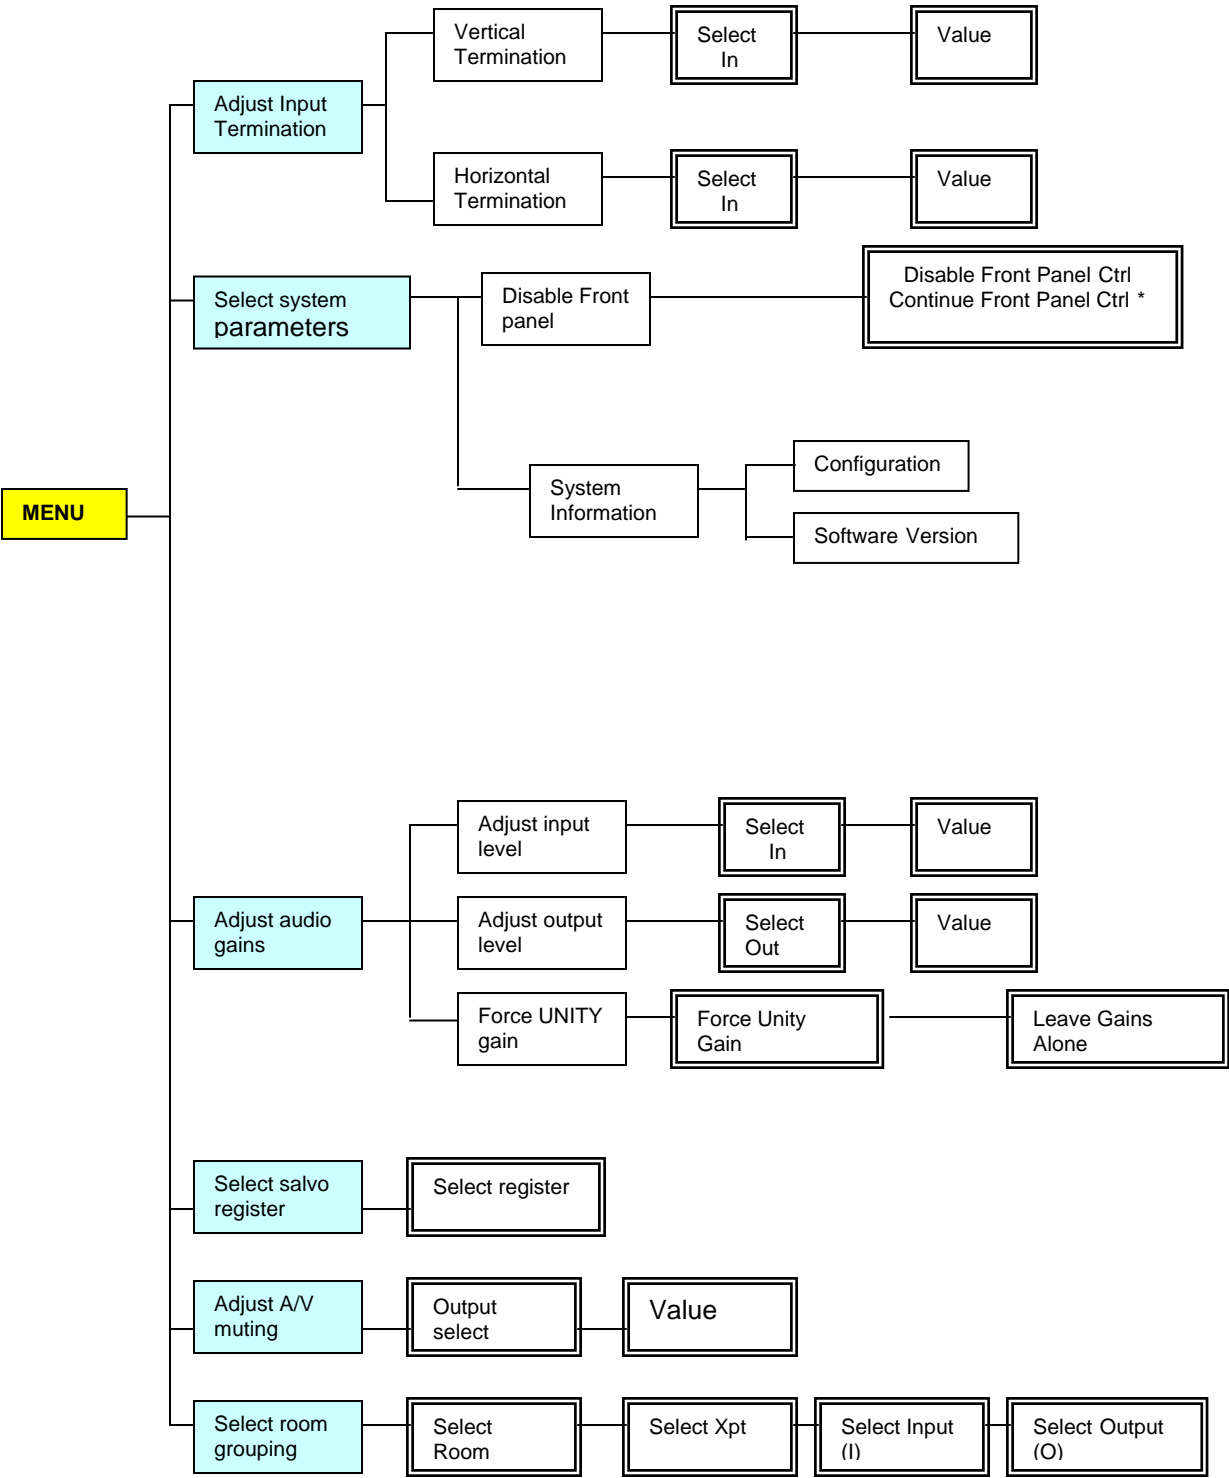 Vertical
Termination
Select
In
Value
Adjust Input
Termination
Horizontal
Termination
Select
In
Value
Select system
parameters
Disable Front
panel
Disable Front Panel Ctrl
Continue Front Panel Ctrl *
System
Information
Configuration
Software Version
MENU
Adjust input
level
Select
In
Value
Adjust audio
gains
Adjust output
level
Select
Out
Value
Force UNITY
gain
Force Unity
Gain
Leave Gains
Alone
Select salvo
register
Select register
Adjust A/V
muting
Output
select
Value
Select room
grouping
Select
Room
Select Xpt
Select Input
(I)
Select Output
(O)